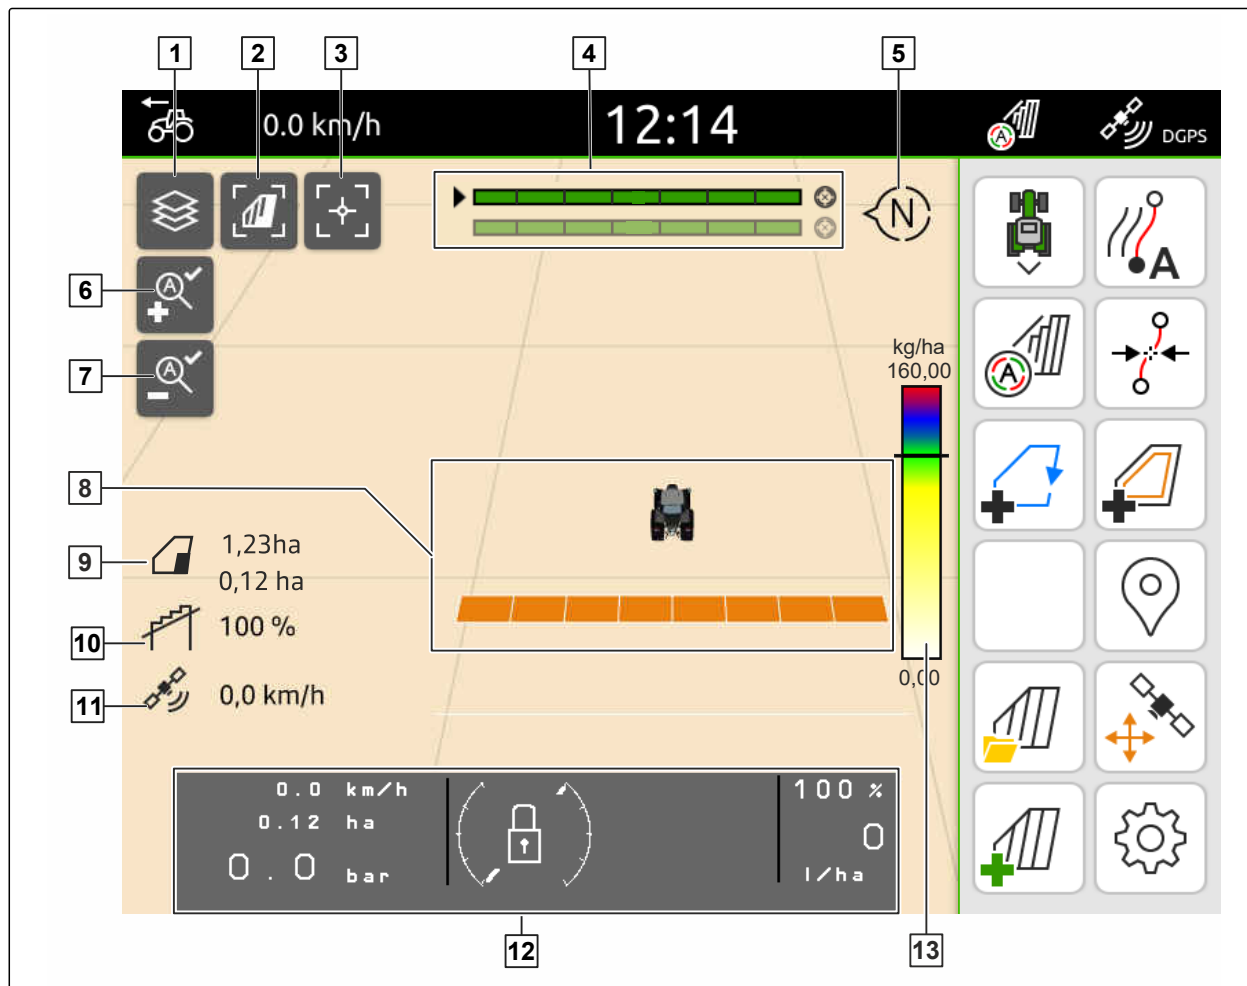 1 2 3 4 5
0.0 km/h 12:14 DGPS
N
A
A
6
A
7
A
kg/ha
160,00
A
8
9
1,23ha
0,12 ha
10
100 %
11
0,0 km/h
0,00
0.0 km/h
0.12 ha
0.0 bar
100 %
0
l/ha
12 13